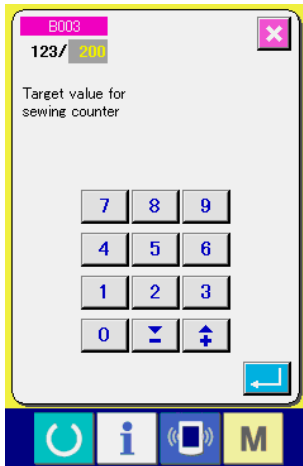 B003
123/ 200
Target value for
sewing counter
7 8 9
4 5 6
1 2 3
0
i M